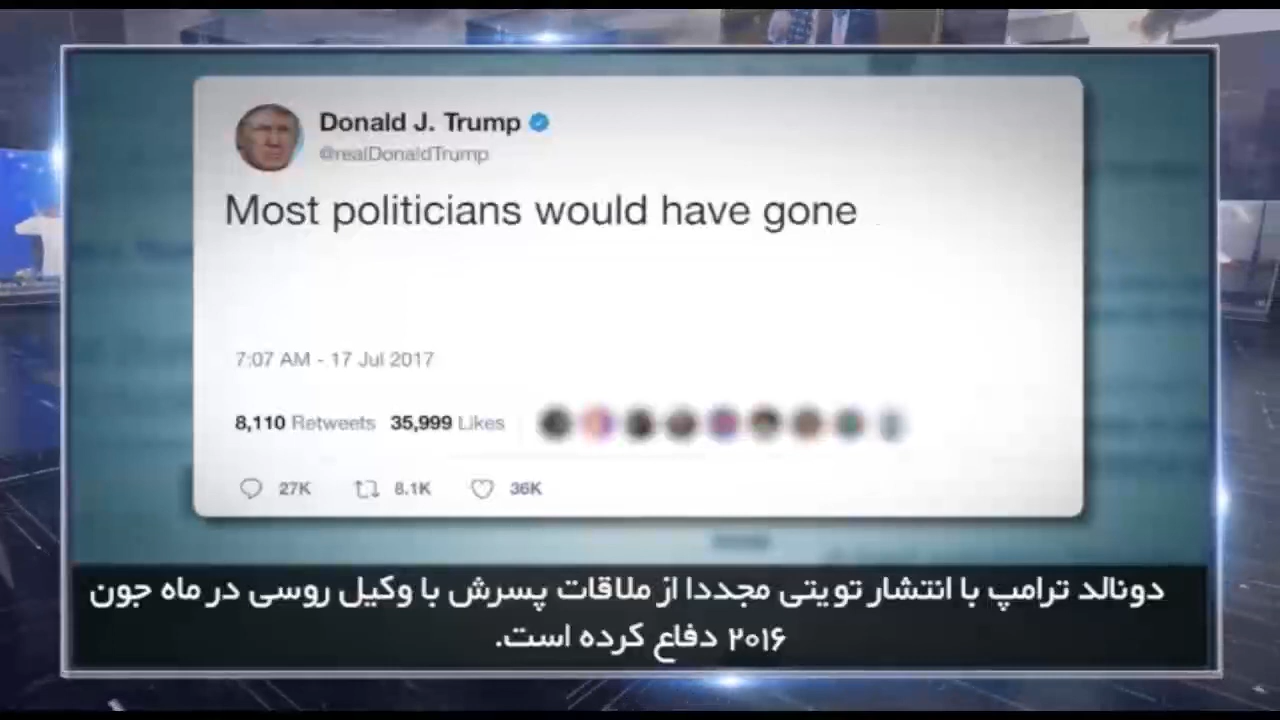 Donald J. Trump
@realDonaldTrump
Most politicians would have gone
7:07 AM - 17 Jul 2017
8,110 Retweets 35,999 Likes
27K 8.1K 36K
دونالد ترامپ با انتشار تویتی مجددا از ملاقات پسرش با وکیل روسی در ماه جون
۲۰۱۶ دفاع کرده است.